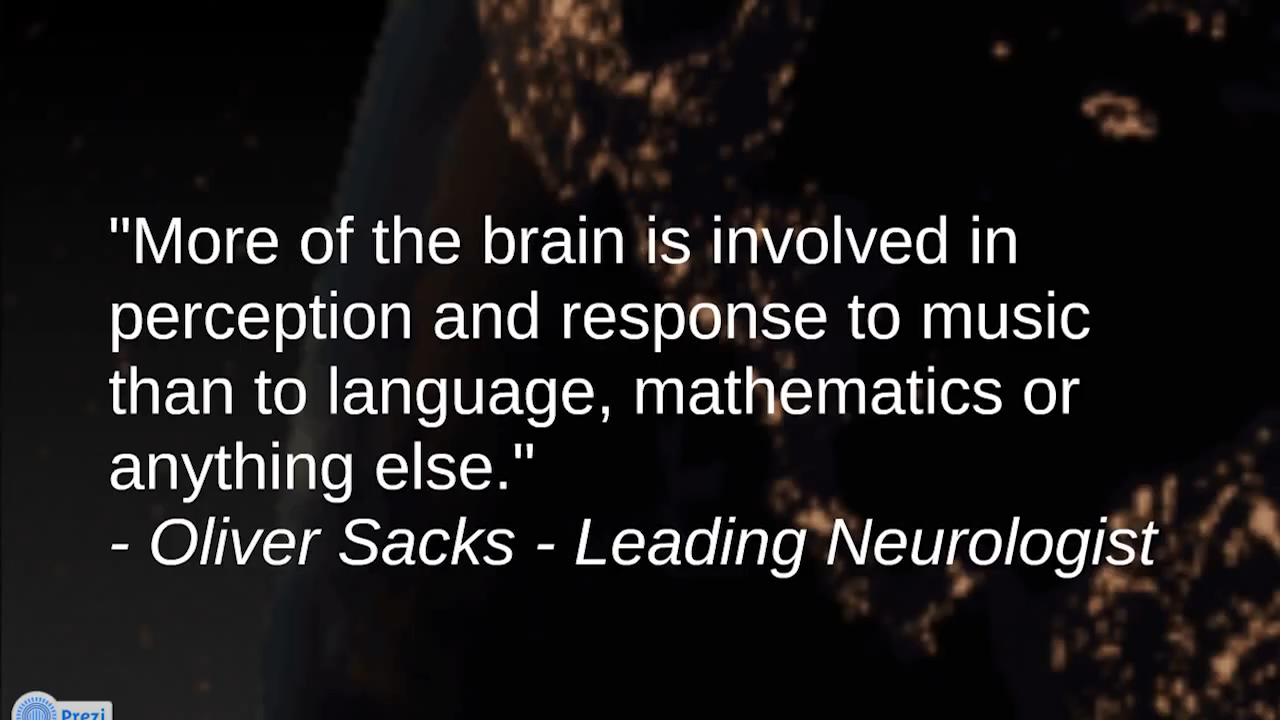 "More of the brain is involved in
perception and response to music
than to language, mathematics or
anything else."
- Oliver Sacks - Leading Neurologist
Prezi